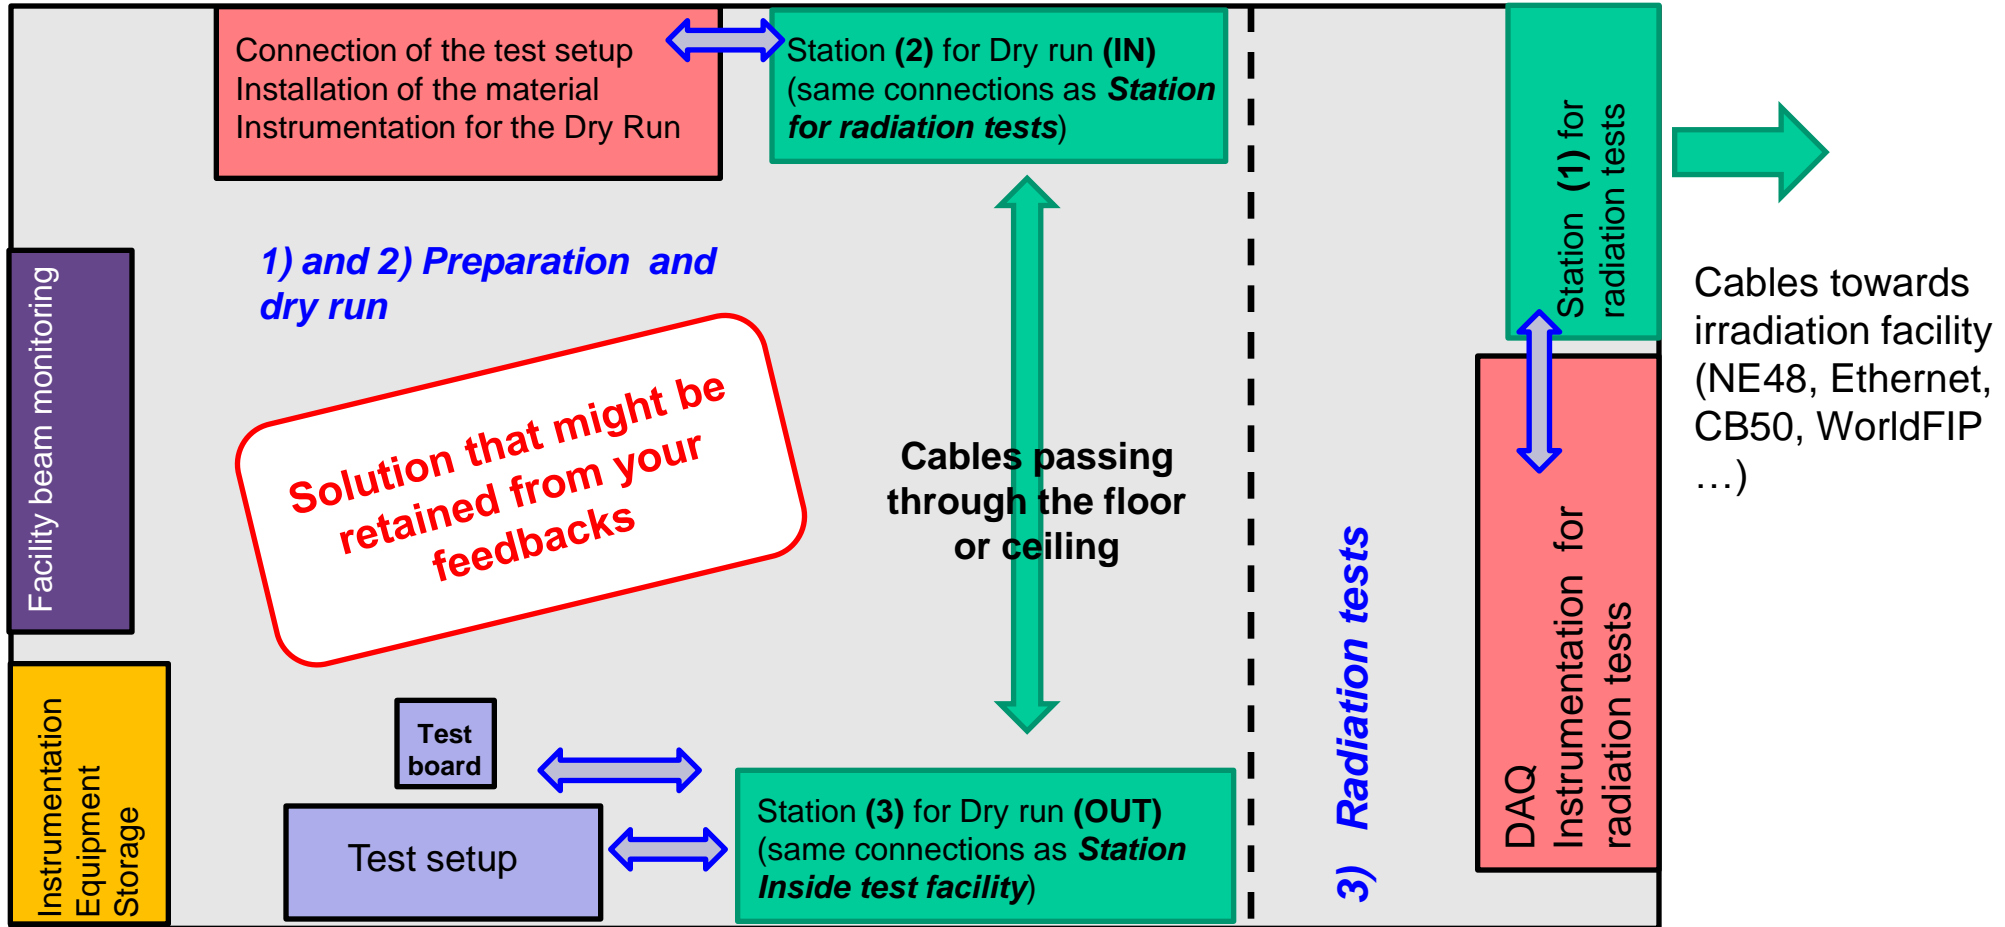 Connection of the test setup
Installation of the material
Instrumentation for the Dry Run
Station (2) for Dry run (IN)
(same connections as Station
for radiation tests)
Station (1) for
radiation tests
Cables towards
irradiation facility
(NE48, Ethernet,
CB50, WorldFIP
…)
1) and 2) Preparation and
dry run
Facility beam monitoring
Solution that might be
retained from your
feedbacks
Cables passing
through the floor
or ceiling
3) Radiation tests
DAQ
Instrumentation for
radiation tests
Instrumentation
Equipment
Storage
Test
board
Test setup
Station (3) for Dry run (OUT)
(same connections as Station
Inside test facility)